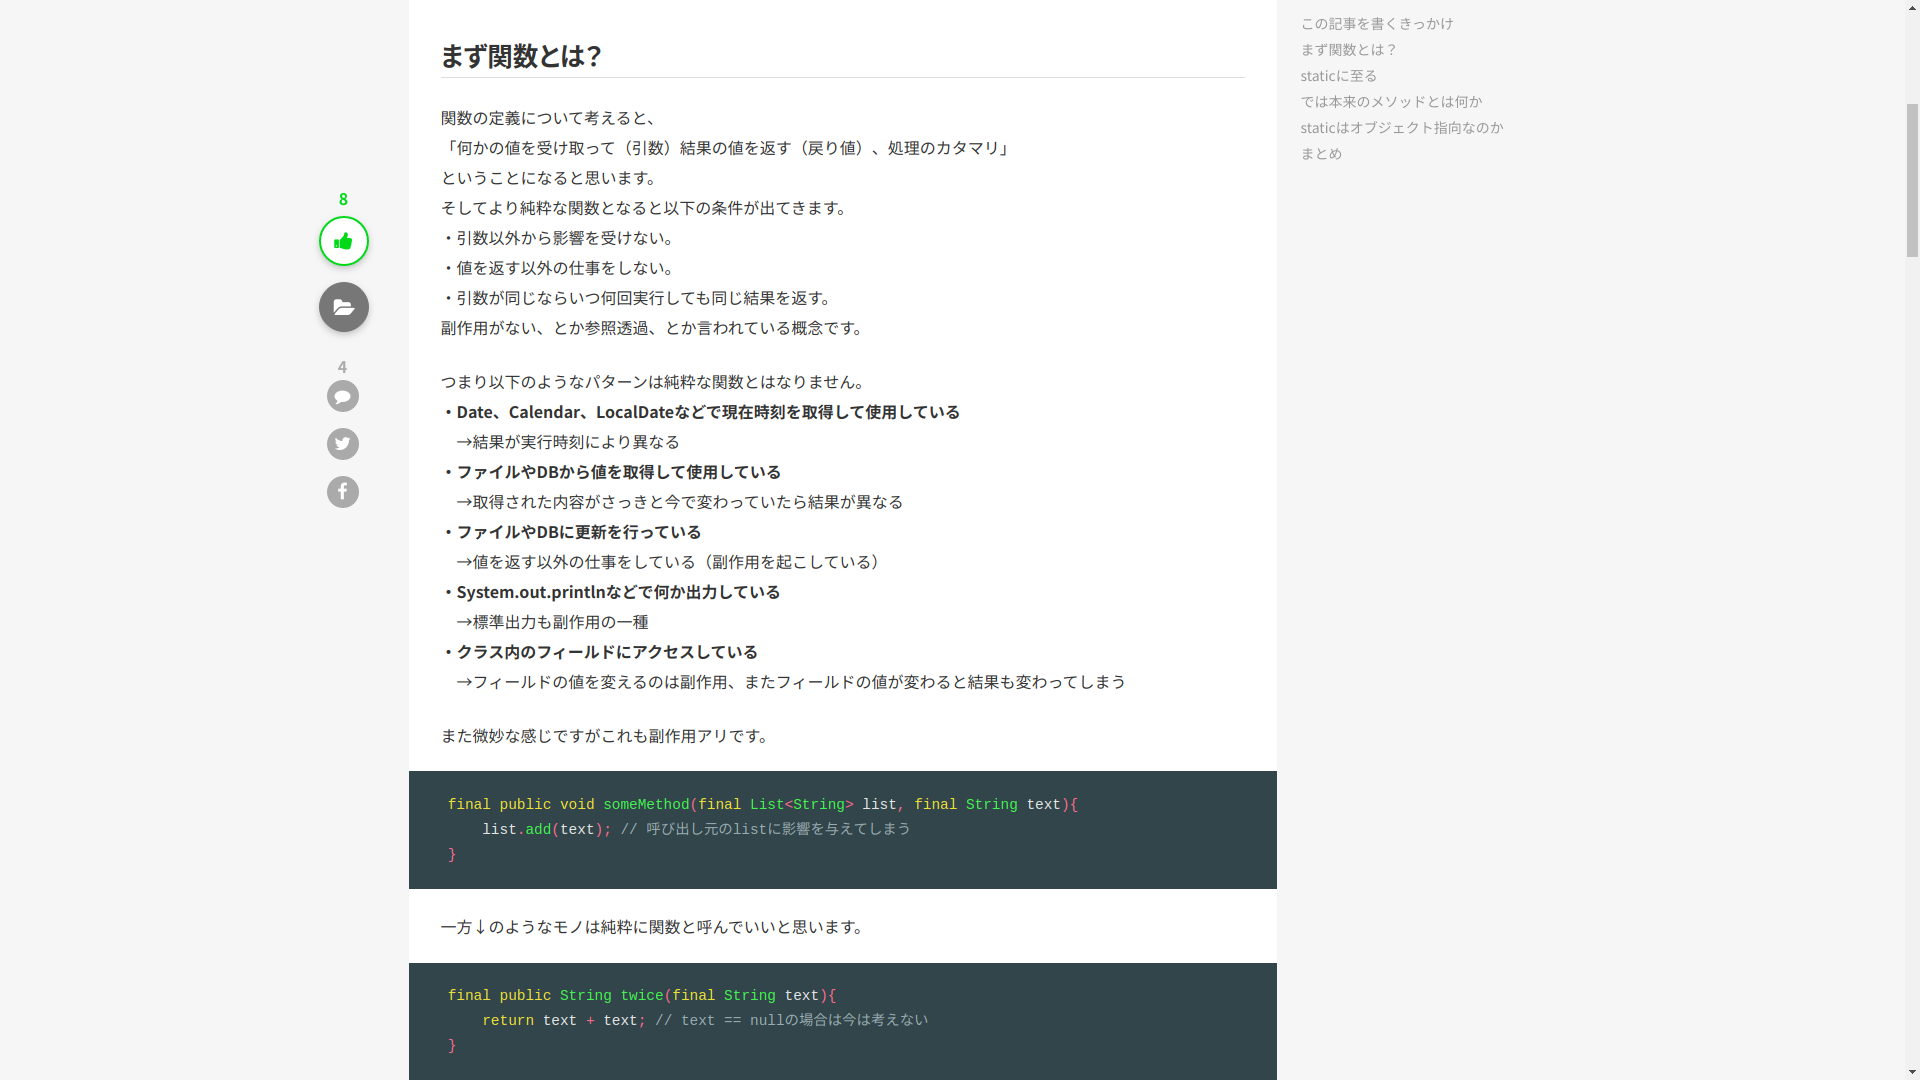 まず関数とは？
関数の定義について考えると、
「何かの値を受け取って（引数）結果の値を返す（戻り値）、処理のカタマリ」
ということになると思います。
そしてより純粋な関数となると以下の条件が出てきます。
・引数以外から影響を受けない。
・値を返す以外の仕事をしない。
・引数が同じならいつ何回実行しても同じ結果を返す。
副作用がない、とか参照透過、とか言われている概念です。
つまり以下のようなパターンは純粋な関数とはなりません。
・Date、Calendar、LocalDateなどで現在時刻を取得して使用している
→結果が実行時刻により異なる
・ファイルやDBから値を取得して使用している
→取得された内容がさっきと今で変わっていたら結果が異なる
・ファイルやDBに更新を行っている
→値を返す以外の仕事をしている（副作用を起こしている）
・System.out.printlnなどで何か出力している
→標準出力も副作用の一種
・クラス内のフィールドにアクセスしている
→フィールドの値を変えるのは副作用、またフィールドの値が変わると結果も変わってしまう
また微妙な感じですがこれも副作用アリです。
final public void someMethod(final List<String> list, final String text){
    list.add(text); // 呼び出し元のlistに影響を与えてしまう
}
一方↓のようなモノは純粋に関数と呼んでいいと思います。
final public String twice(final String text){
    return text + text; // text == nullの場合は今は考えない
}
8
4
この記事を書くきっかけ
まず関数とは？
staticに至る
では本来のメソッドとは何か
staticはオブジェクト指向なのか
まとめ